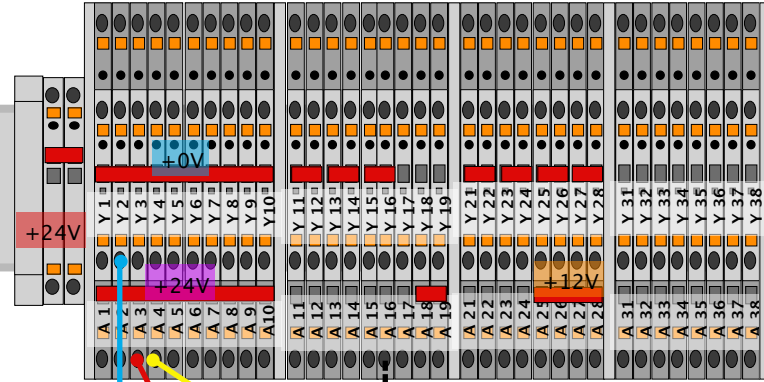 +0V
Y 1 Y 2 Y 3 Y 4 Y 5 Y 6 Y 7 Y 8 Y 9 Y10 Y 11 Y 12 Y 13 Y 14 Y 15 Y 16 Y 17 Y 18 Y 19 Y 21 Y 22 Y 23 Y 24 Y 25 Y 26 Y 27 Y 28 Y 31 Y 32 Y 33 Y 34 Y 35 Y 36 Y 37 Y 38
+24V
+24V
+12V
A 1 A 2 A 3 A 4 A 5 A 6 A 7 A 8 A 9 A10 A 11 A 12 A 13 A 14 A 15 A 16 A 17 A 18 A 19 A 21 A 22 A 23 A 24 A 25 A 26 A 27 A 28 A 31 A 32 A 33 A 34 A 35 A 36 A 37 A 38